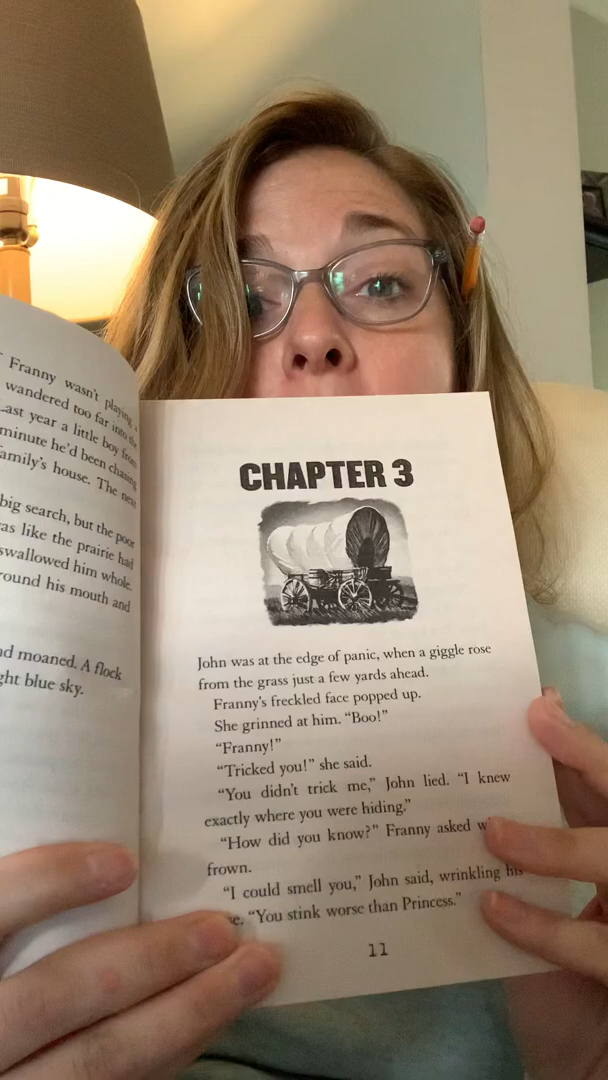 Franny wasn't playing a
wandered too far into the
Last year a little boy from
minute he'd been chasing
amily's house. The next
big search, but the poor
as like the prairie had
swallowed him whole.
round his mouth and
nd moaned. A flock
ght blue sky.
CHAPTER 3
John was at the edge of panic, when a giggle rose
from the grass just a few yards ahead.
Franny's freckled face popped up.
She grinned at him. “Boo!”
“Franny!”
“Tricked you!” she said.
“You didn't trick me,” John lied. “I knew
exactly where you were hiding.”
“How did you know?” Franny asked
frown.
“I could smell you,” John said, wrinkling his
“You stink worse than Princess.”
11